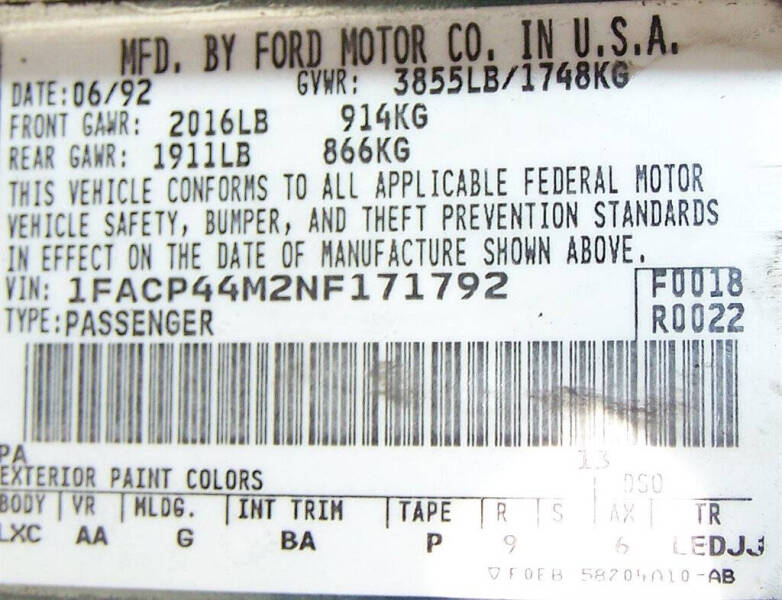 MFD. BY FORD MOTOR CO. IN U.S.A.
DATE: 06/92 GVWR: 3855LB/1748KG
FRONT GAWR: 2016LB 914KG
REAR GAWR: 1911LB 866KG
THIS VEHICLE CONFORMS TO ALL APPLICABLE FEDERAL MOTOR
VEHICLE SAFETY, BUMPER, AND THEFT PREVENTION STANDARDS
IN EFFECT ON THE DATE OF MANUFACTURE SHOWN ABOVE.
VIN: 1FACP44M2NF171792 F0018
TYPE: PASSENGER R0022
PA 13
EXTERIOR PAINT COLORS DSO
BODY VR MLDG. INT TRIM TAPE R S AX TR
LXC AA G BA P 9 6 LEDJJ
▽ F0EB 58204A10-AB